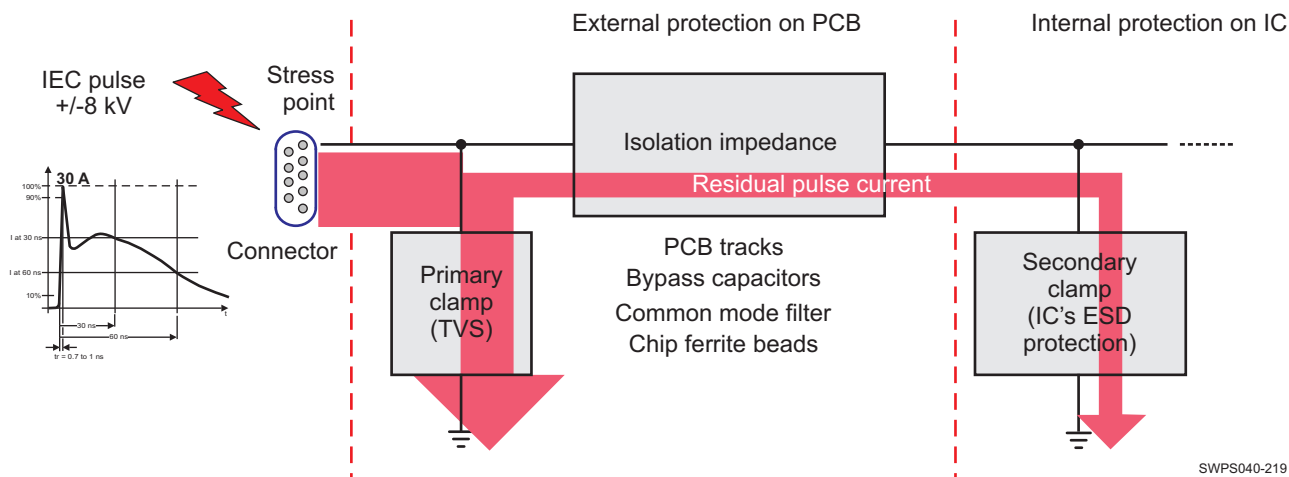 External protection on PCB
Internal protection on IC
IEC pulse
+/-8 kV
Stress
point
Isolation impedance
Residual pulse current
30 A
100%
90%
I at 30 ns
I at 60 ns
10%
t
30 ns
60 ns
tr = 0.7 to 1 ns
Connector
Primary
clamp
(TVS)
PCB tracks
Bypass capacitors
Common mode filter
Chip ferrite beads
Secondary
clamp
(IC's ESD
protection)
SWPS040-219